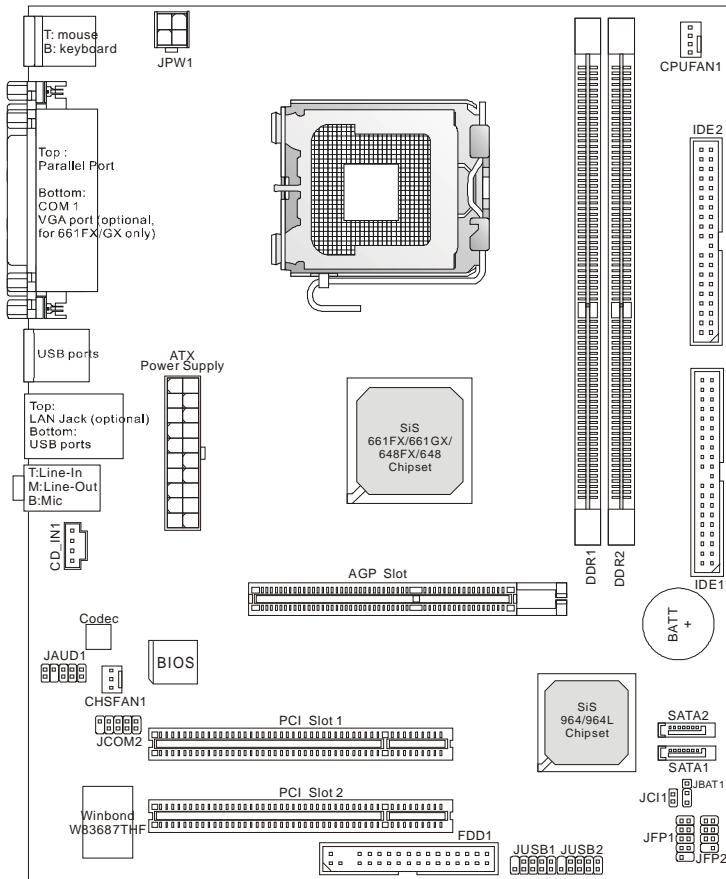 T: mouse
B: keyboard
JPW1
CPUFAN1
IDE2
Top :
Parallel Port
Bottom:
COM 1
VGA port (optional,
for 661FX/GX only)
USB ports
ATX
Power Supply
Top:
LAN Jack (optional)
Bottom:
USB ports
SiS
661FX/661GX/
648FX/648
Chipset
T:Line-In
M:Line-Out
B:Mic
CD_IN1
DDR1
DDR2
IDE1
AGP Slot
BATT
+
Codec
BIOS
JAUD1
CHSFAN1
SiS
964/964L
Chipset
SATA2
SATA1
PCI Slot 1
JCOM2
JBAT1
JCI1
PCI Slot 2
Winbond
W83687THF
FDD1
JUSB1 JUSB2
JFP1
JFP2